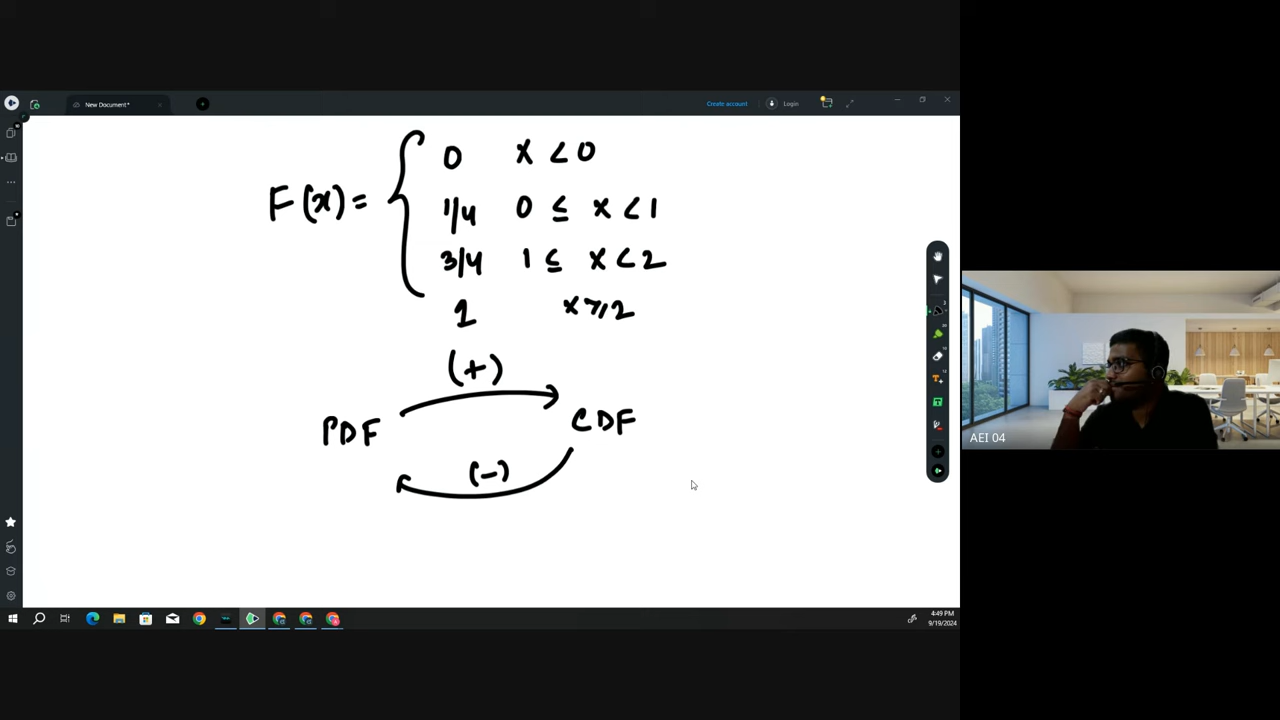 New Document*
Create account
Login
0 x < 0
F(x) = { 1/4 0 ≤ x < 1
3/4 1 ≤ x < 2
1 x ≥ 2
(+)
PDF CDF
(-)
AEI 04
4:49 PM
9/19/2024